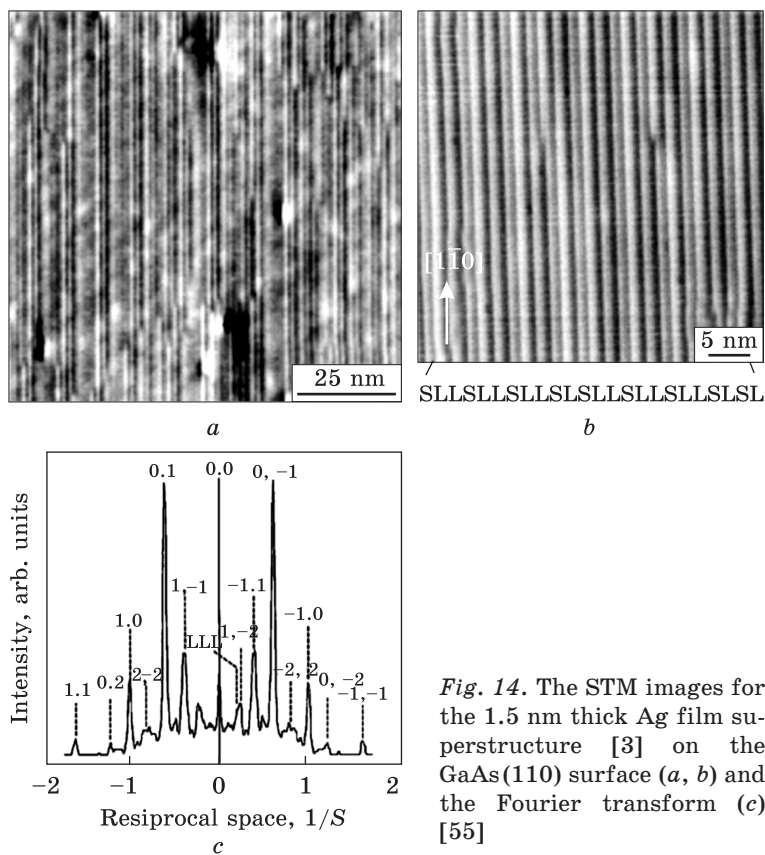 [11̄0]
25 nm
5 nm
SLLSLLSLLSLSLLSLLSLLSLSL
a
b
0.1
0.0
0, −1
1,−1
−1.1
1.0
−1.0
LLL
1,−2
1.1
0.2
2−2
−2, 2
0, −2
−1,−1
Intensity, arb. units
−2
−1
0
1
2
Resiprocal space, 1/S
c
Fig. 14. The STM images for
the 1.5 nm thick Ag film su-
perstructure [3] on the
GaAs(110) surface (a, b) and
the Fourier transform (c)
[55]